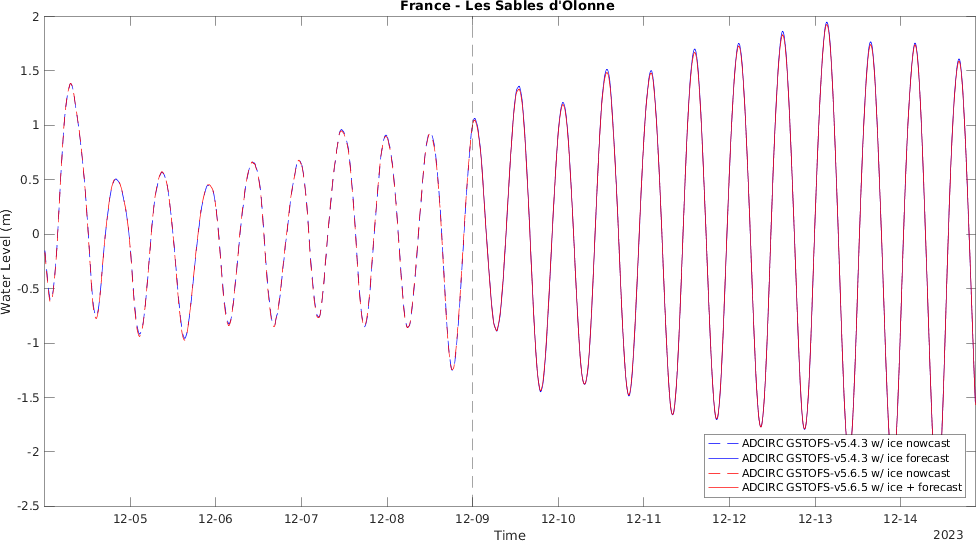 France - Les Sables d'Olonne
2
1.5
1
0.5
0
-0.5
-1
-1.5
-2
-2.5
Water Level (m)
12-05 12-06 12-07 12-08 12-09 12-10 12-11 12-12 12-13 12-14
Time
2023
ADCIRC GSTOFS-v5.4.3 w/ ice nowcast
ADCIRC GSTOFS-v5.4.3 w/ ice forecast
ADCIRC GSTOFS-v5.6.5 w/ ice nowcast
ADCIRC GSTOFS-v5.6.5 w/ ice + forecast